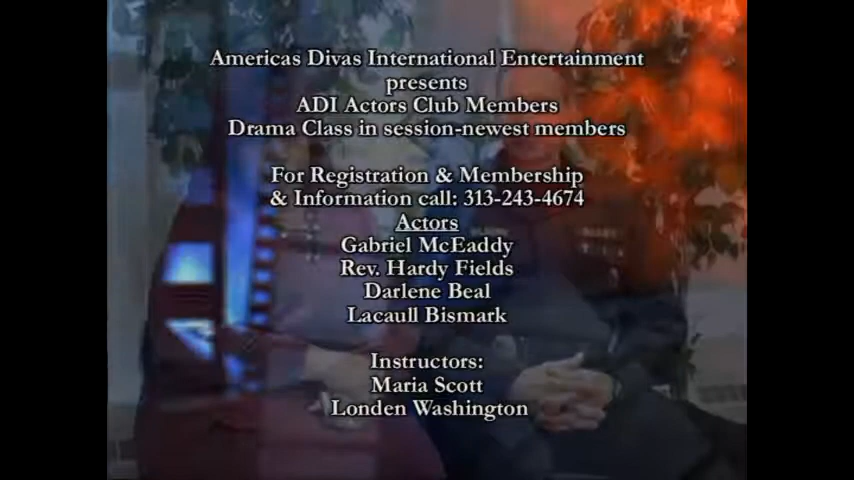 Americas Divas International Entertainment
presents
ADI Actors Club Members
Drama Class in session-newest members
For Registration & Membership
& Information call: 313-243-4674
Actors
Gabriel McEaddy
Rev. Hardy Fields
Darlene Beal
Lacaull Bismark
Instructors:
Maria Scott
Londen Washington